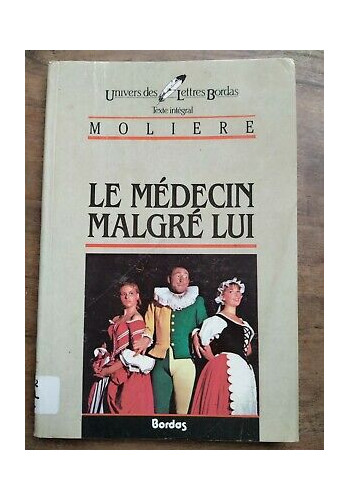 Univers des Lettres Bordas
Texte intégral
MOLIERE
LE MÉDECIN
MALGRÉ LUI
Bordas